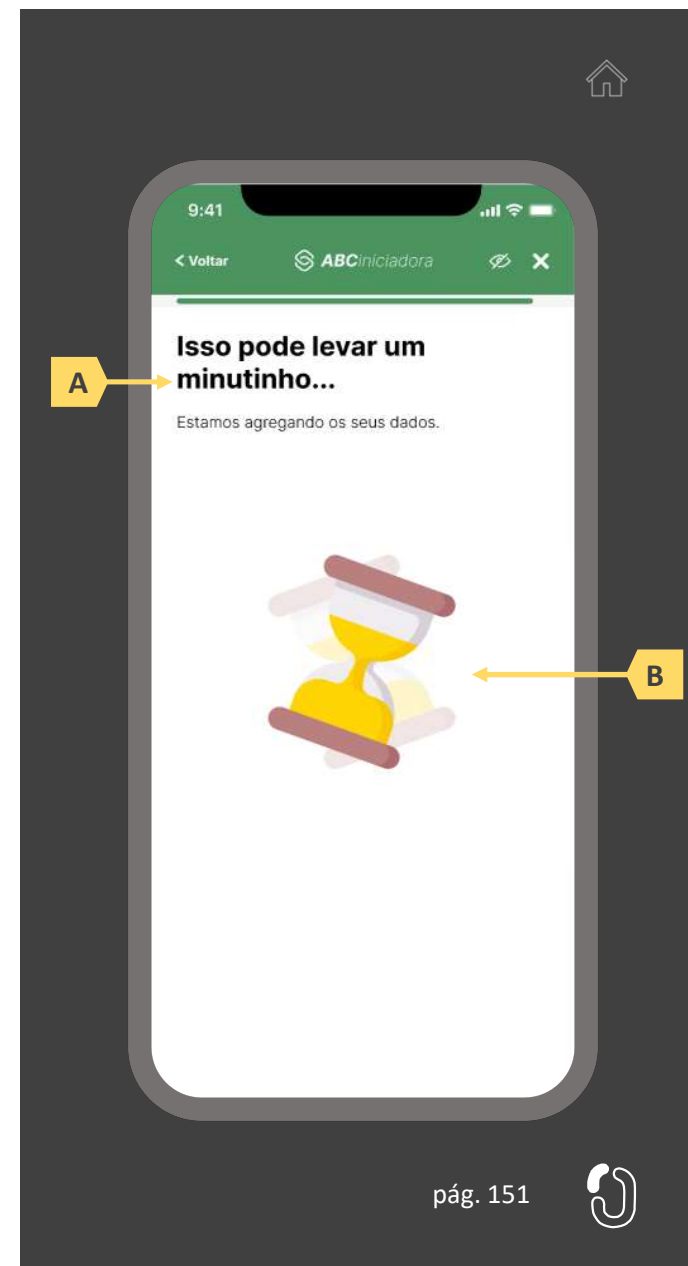 9:41
< Voltar ABCiniciadora
Isso pode levar um
minutinho...
A
Estamos agregando os seus dados.
B
pág. 151